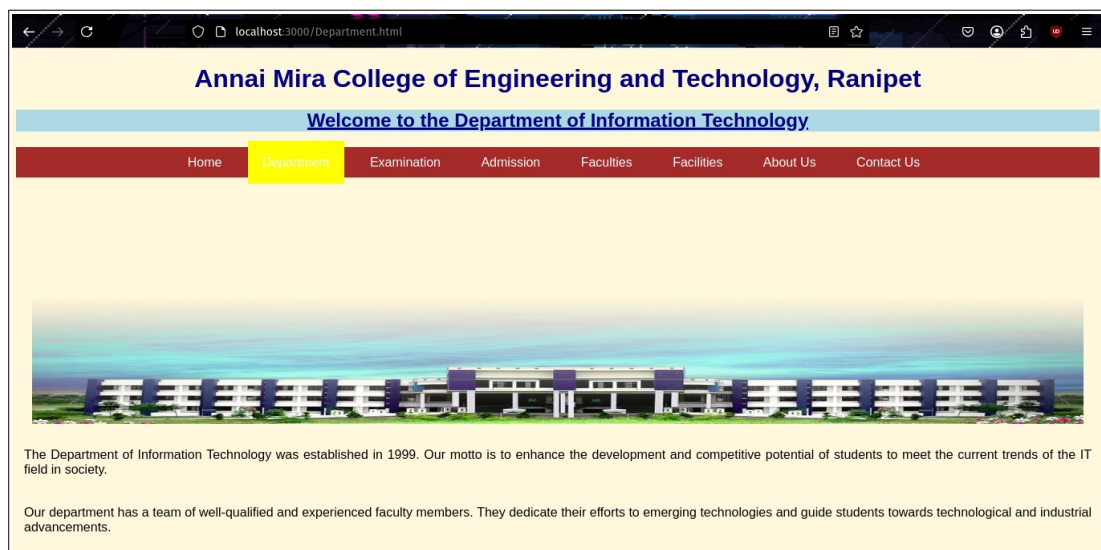 localhost:3000/Department.html
Annai Mira College of Engineering and Technology, Ranipet
Welcome to the Department of Information Technology
Home Department Examination Admission Faculties Facilities About Us Contact Us
The Department of Information Technology was established in 1999. Our motto is to enhance the development and competitive potential of students to meet the current trends of the IT
field in society.
Our department has a team of well-qualified and experienced faculty members. They dedicate their efforts to emerging technologies and guide students towards technological and industrial
advancements.